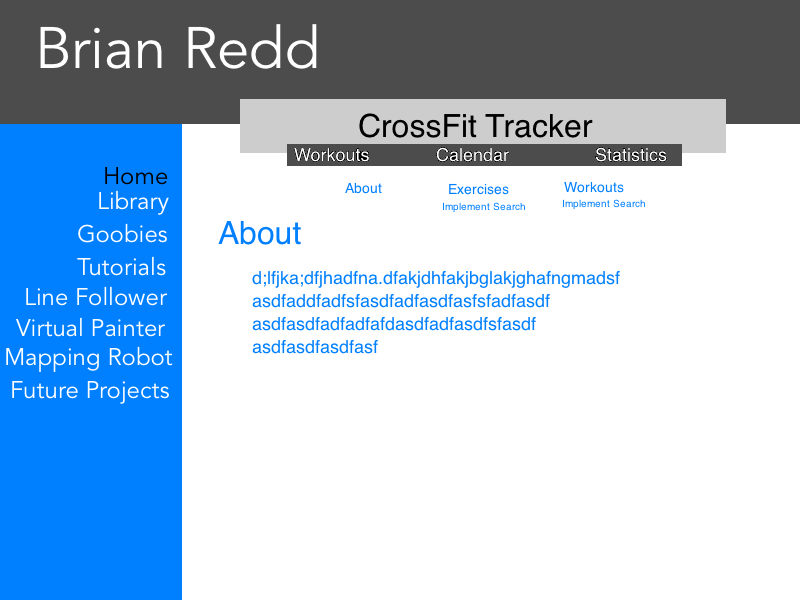 Brian Redd
CrossFit Tracker
Workouts Calendar Statistics
About Exercises Workouts
Implement Search Implement Search
Home
Library
Goobies
Tutorials
Line Follower
Virtual Painter
Mapping Robot
Future Projects
About
d;lfjka;dfjhadfna.dfakjdhfakjbglakjghafngmadsf
asdfaddfadfsfasdfadfasdfasfsfadfasdf
asdfasdfadfadfafdasdfadfasdfsfasdf
asdfasdfasdfasf